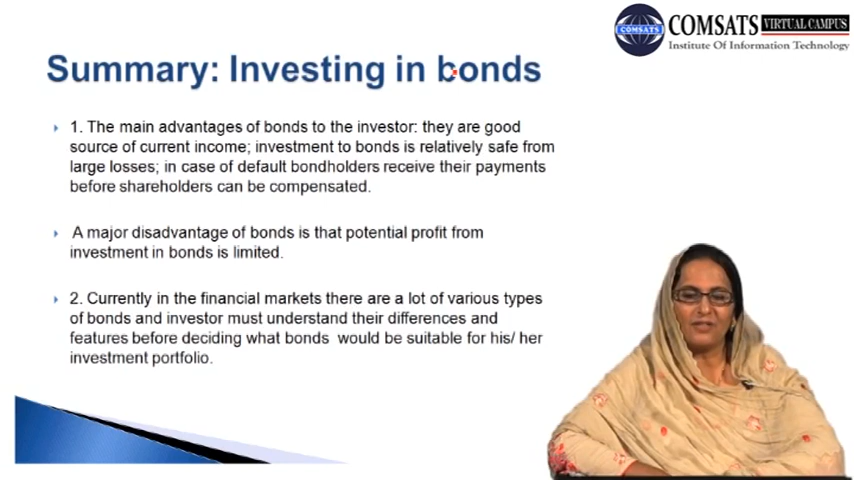 COMSATS VIRTUAL CAMPUS
COMSATS
Institute Of Information Technology
Summary: Investing in bonds
1. The main advantages of bonds to the investor: they are good
source of current income; investment to bonds is relatively safe from
large losses; in case of default bondholders receive their payments
before shareholders can be compensated.
A major disadvantage of bonds is that potential profit from
investment in bonds is limited.
2. Currently in the financial markets there are a lot of various types
of bonds and investor must understand their differences and
features before deciding what bonds would be suitable for his/ her
investment portfolio.